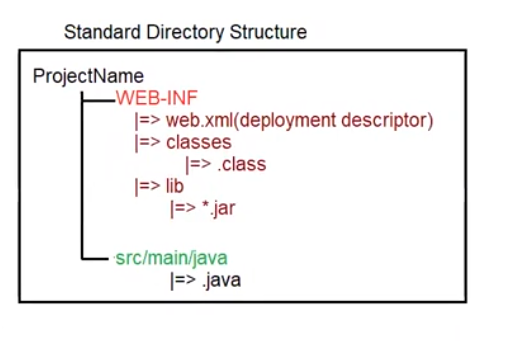 Standard Directory Structure
ProjectName
WEB-INF
|=> web.xml(deployment descriptor)
|=> classes
|=> .class
|=> lib
|=> *.jar
src/main/java
|=> .java